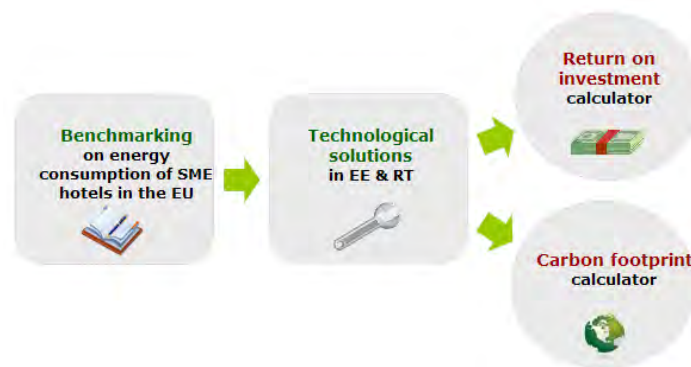 Benchmarking
on energy
consumption of SME
hotels in the EU
Technological
solutions
in EE & RT
Return on
investment
calculator
Carbon footprint
calculator